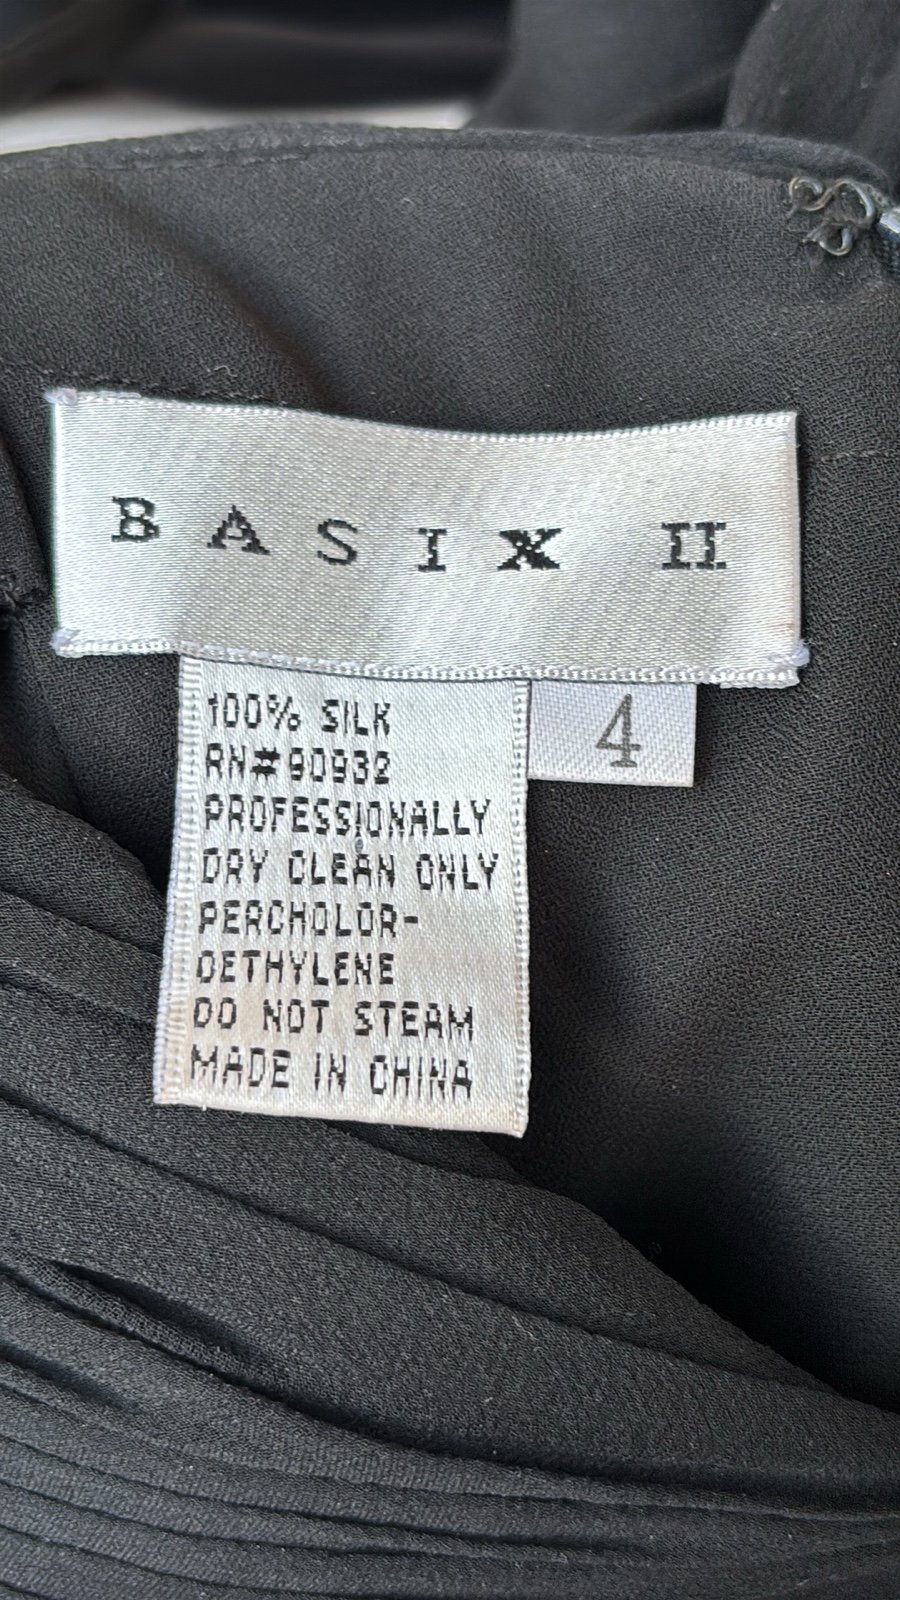 BASIX II
4
100% SILK
RN#90932
PROFESSIONALLY
DRY CLEAN ONLY
PERCHOLOR-
OETHYLENE
DO NOT STEAM
MADE IN CHINA